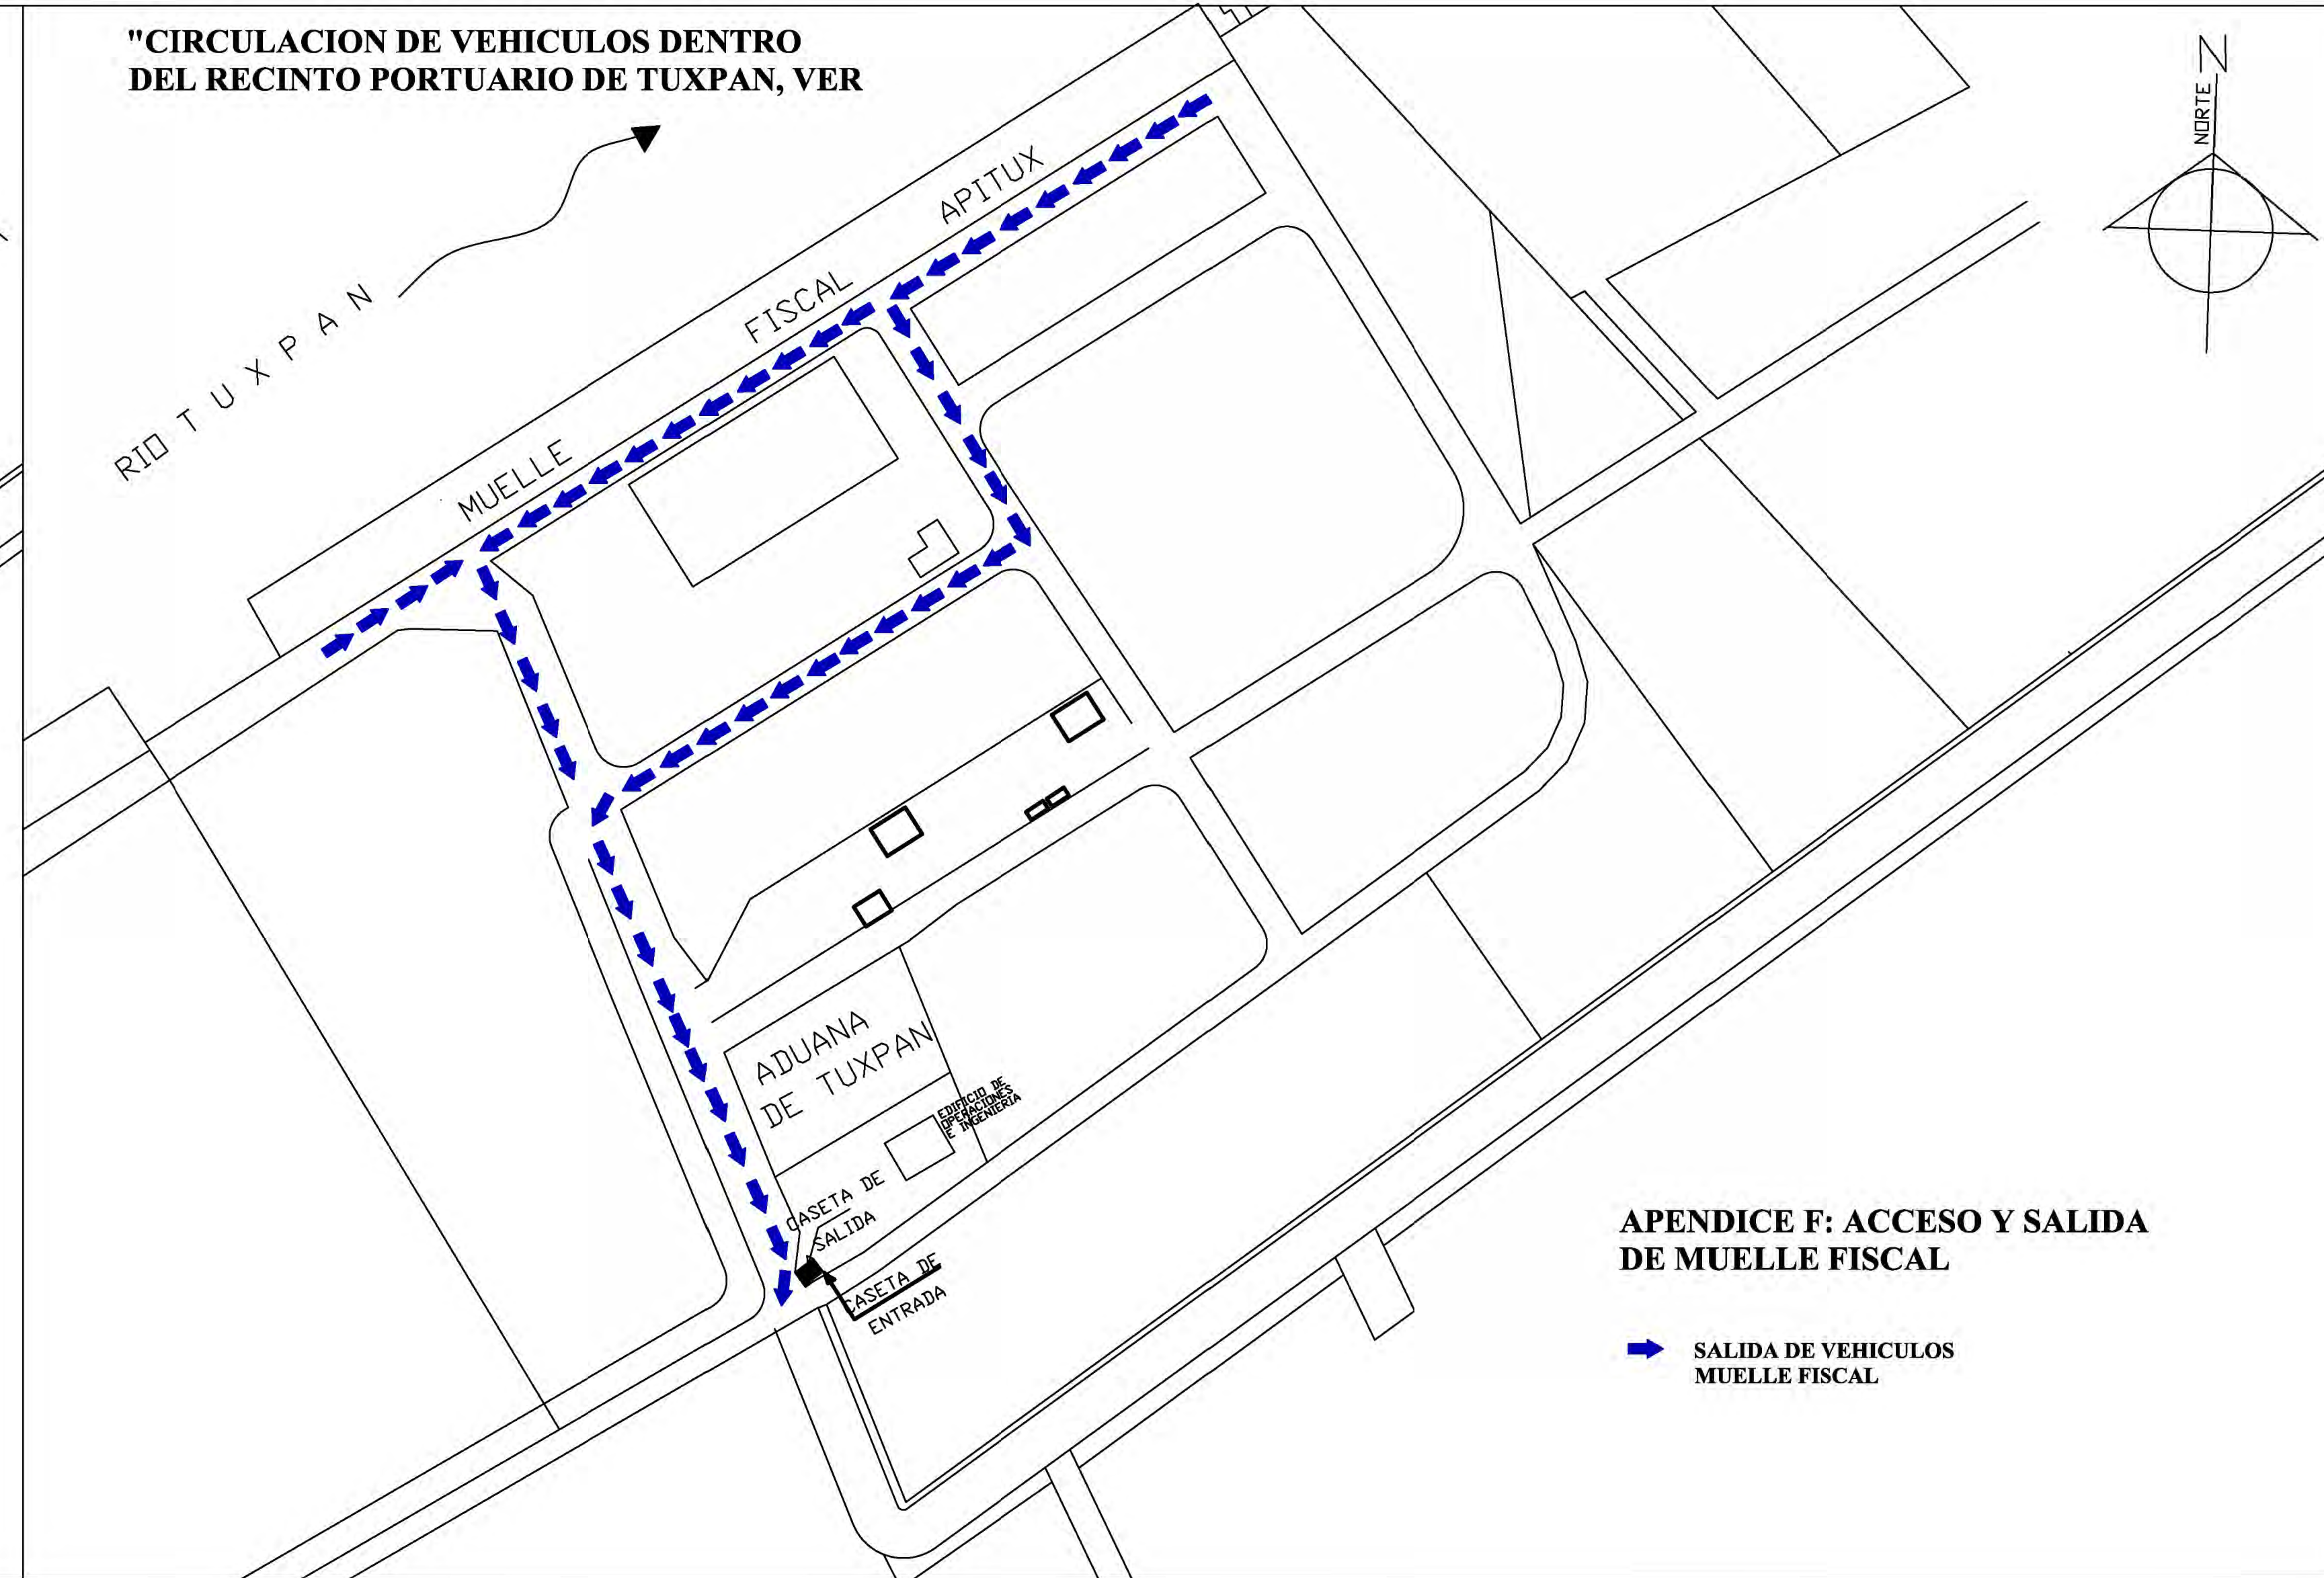 "CIRCULACION DE VEHICULOS DENTRO
DEL RECINTO PORTUARIO DE TUXPAN, VER
N
NORTE
RIO TUXPAN
MUELLE FISCAL APITUX
ADUANA
DE TUXPAN
EDIFICIO DE
OPERACIONES
E INGENIERIA
CASETA DE
SALIDA
CASETA DE
ENTRADA
APENDICE F: ACCESO Y SALIDA
DE MUELLE FISCAL
SALIDA DE VEHICULOS
MUELLE FISCAL